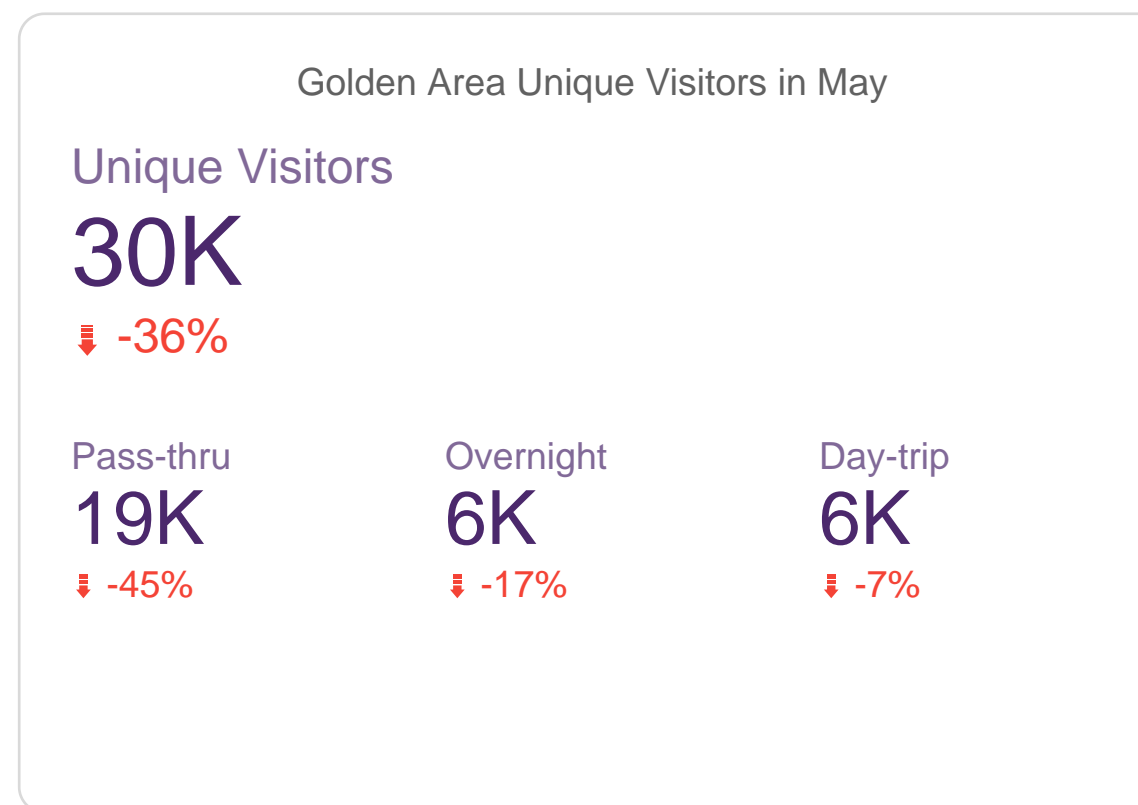 Golden Area Unique Visitors in May
Unique Visitors
30K
-36%
Pass-thru Overnight Day-trip
19K 6K 6K
-45% -17% -7%